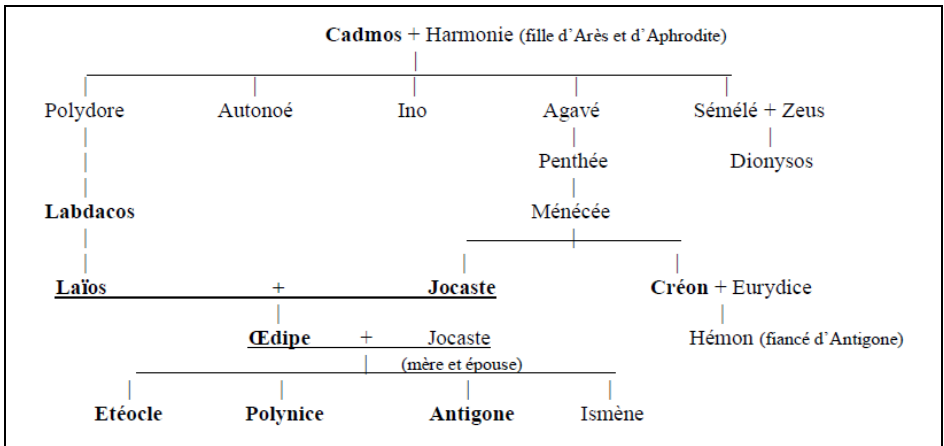 Cadmos + Harmonie (fille d'Arès et d'Aphrodite)
Polydore Autonoé Ino Agavé Sémélé + Zeus
Penthée Dionysos
Labdacos Ménécée
Laïos + Jocaste Créon + Eurydice
Œdipe + Jocaste Hémon (fiancé d'Antigone)
(mère et épouse)
Etéocle Polynice Antigone Ismène